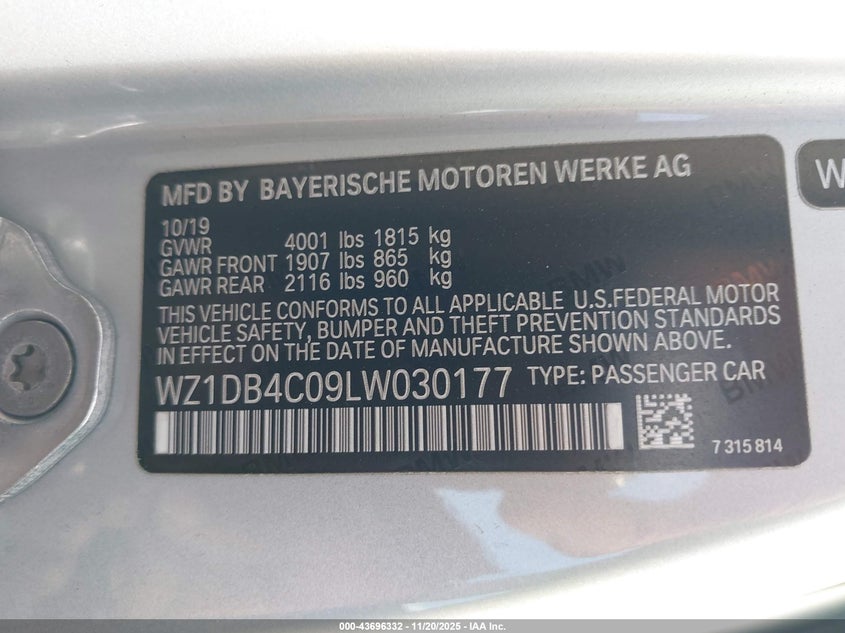 MFD BY BAYERISCHE MOTOREN WERKE AG
W
10/19
GVWR 4001 lbs 1815 kg
GAWR FRONT 1907 lbs 865 kg
GAWR REAR 2116 lbs 960 kg
THIS VEHICLE CONFORMS TO ALL APPLICABLE U.S.FEDERAL MOTOR
VEHICLE SAFETY, BUMPER AND THEFT PREVENTION STANDARDS
IN EFFECT ON THE DATE OF MANUFACTURE SHOWN ABOVE.
WZ1DB4C09LW030177 TYPE: PASSENGER CAR
7 315 814
000-43696332 — 11/20/2025 — IAA Inc.